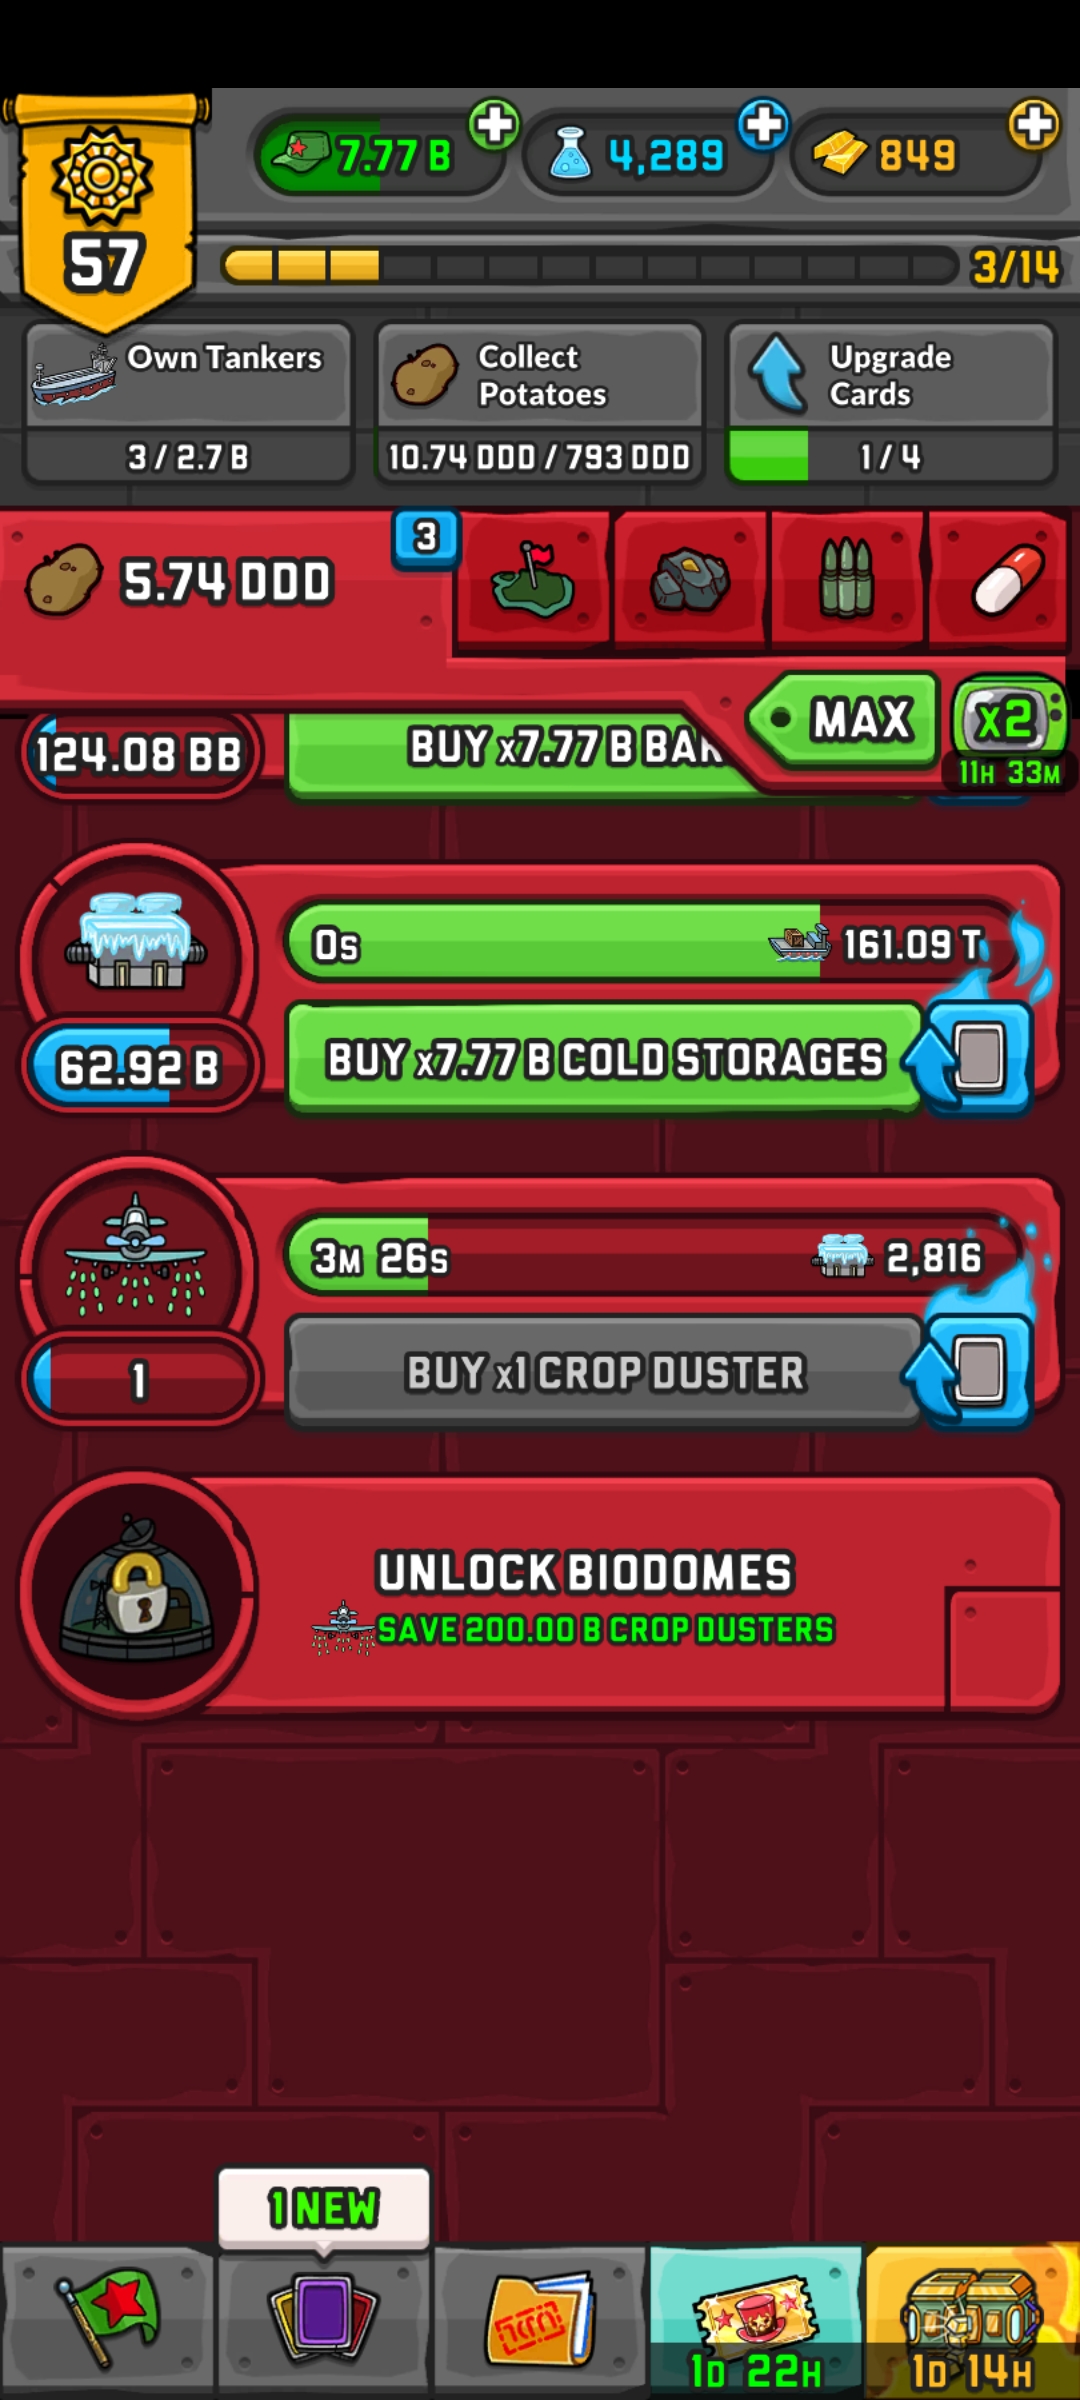 7.77 B
4,289
849
57
3/14
Own Tankers
3 / 2.7 B
Collect
Potatoes
10.74 DDD / 793 DDD
Upgrade
Cards
1 / 4
5.74 DDD
3
MAX
x2
11H 33M
124.08 BB
BUY x7.77 B BAR
0s
161.09 T
62.92 B
BUY x7.77 B COLD STORAGES
3M 26s
2,816
1
BUY x1 CROP DUSTER
UNLOCK BIODOMES
SAVE 200.00 B CROP DUSTERS
1 NEW
1D 22H
1D 14H